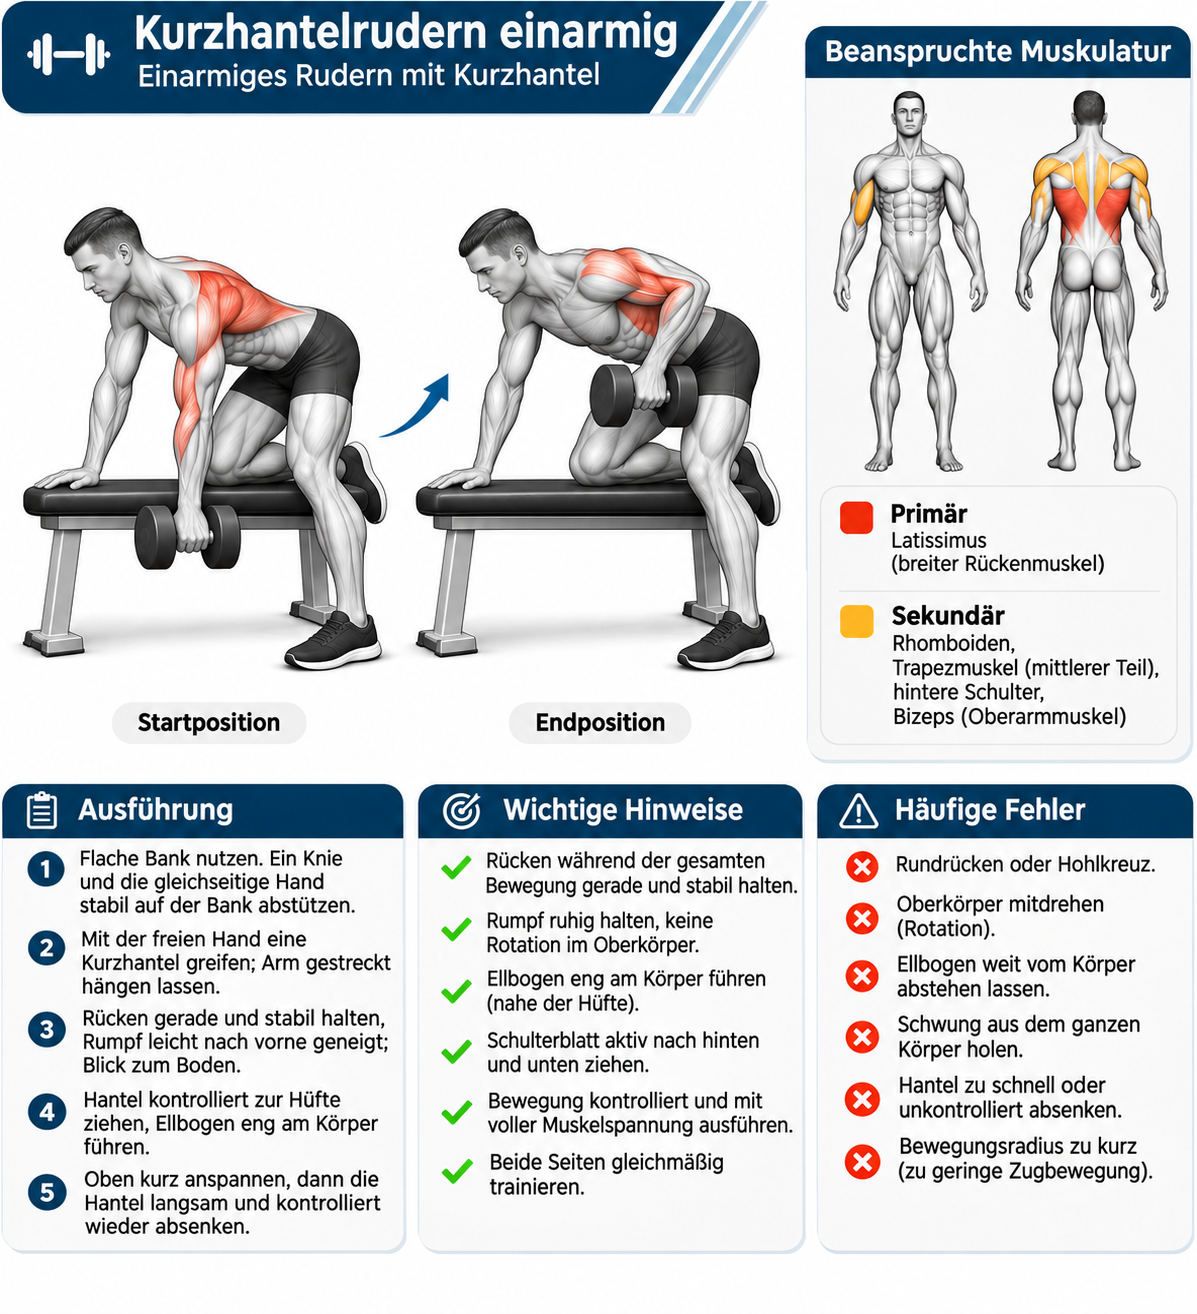 Kurzhantelrudern einarmig
Einarmiges Rudern mit Kurzhantel
Beanspruchte Muskulatur
Primär
Latissimus
(breiter Rückenmuskel)
Sekundär
Rhomboiden,
Trapezmuskel (mittlerer Teil),
hintere Schulter,
Bizeps (Oberarmmuskel)
Startposition
Endposition
Ausführung
1
Flache Bank nutzen. Ein Knie
und die gleichseitige Hand
stabil auf der Bank abstützen.
2
Mit der freien Hand eine
Kurzhantel greifen; Arm gestreckt
hängen lassen.
3
Rücken gerade und stabil halten,
Rumpf leicht nach vorne geneigt;
Blick zum Boden.
4
Hantel kontrolliert zur Hüfte
ziehen, Ellbogen eng am Körper
führen.
5
Oben kurz anspannen, dann die
Hantel langsam und kontrolliert
wieder absenken.
Wichtige Hinweise
Rücken während der gesamten
Bewegung gerade und stabil halten.
Rumpf ruhig halten, keine
Rotation im Oberkörper.
Ellbogen eng am Körper führen
(nahe der Hüfte).
Schulterblatt aktiv nach hinten
und unten ziehen.
Bewegung kontrolliert und mit
voller Muskelspannung ausführen.
Beide Seiten gleichmäßig
trainieren.
Häufige Fehler
Rundrücken oder Hohlkreuz.
Oberkörper mitdrehen
(Rotation).
Ellbogen weit vom Körper
abstehen lassen.
Schwung aus dem ganzen
Körper holen.
Hantel zu schnell oder
unkontrolliert absenken.
Bewegungsradius zu kurz
(zu geringe Zugbewegung).